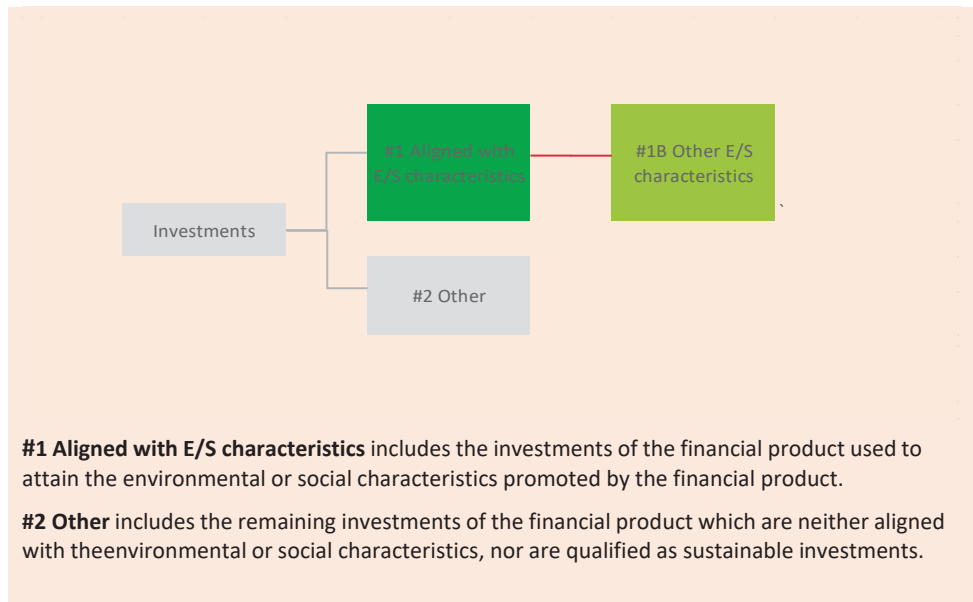 #1 Aligned with
E/S characteristics
#1B Other E/S
characteristics
`
Investments
#2 Other
#1 Aligned with E/S characteristics includes the investments of the financial product used to
attain the environmental or social characteristics promoted by the financial product.
#2 Other includes the remaining investments of the financial product which are neither aligned
with theenvironmental or social characteristics, nor are qualified as sustainable investments.